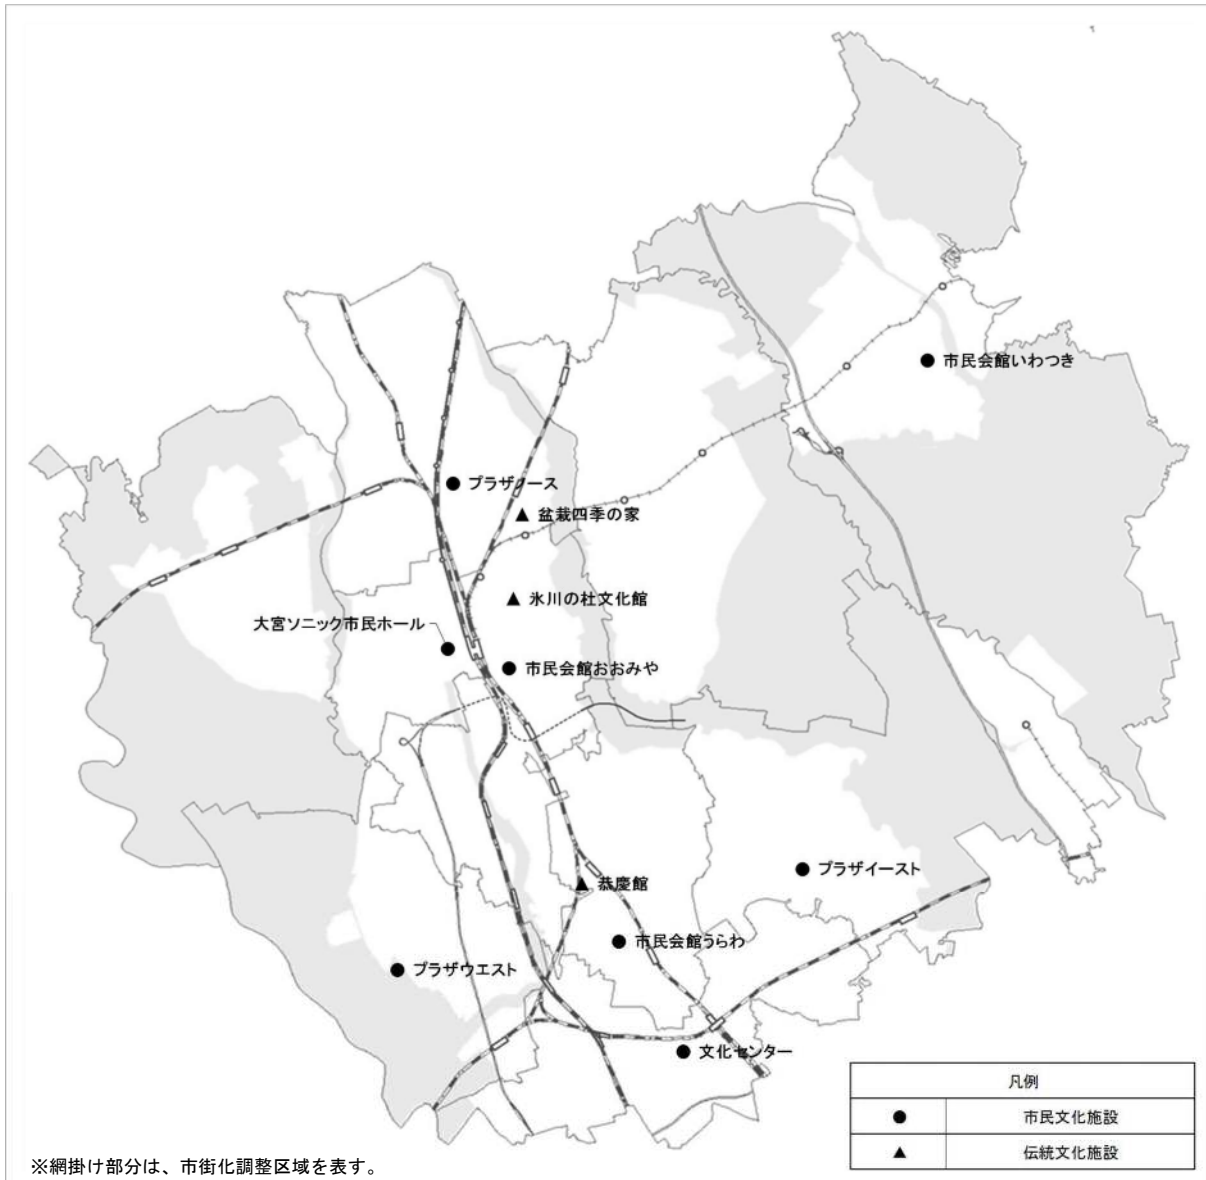 市民会館いわつき
プラザノース
盆栽四季の家
氷川の杜文化館
大宮ソニック市民ホール
市民会館おおみや
プラザイースト
恭慶館
市民会館うらわ
プラザウエスト
文化センター
凡例
● 市民文化施設
▲ 伝統文化施設
※網掛け部分は、市街化調整区域を表す。